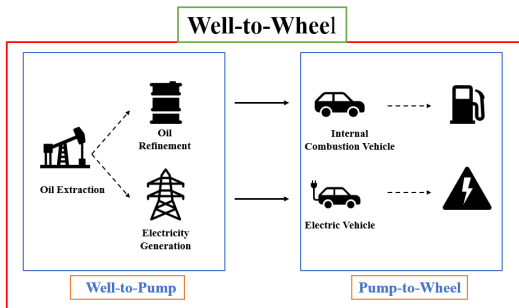 Well-to-Wheel
Oil Extraction
Oil
Refinement
Electricity
Generation
Internal
Combustion Vehicle
Electric Vehicle
Well-to-Pump
Pump-to-Wheel